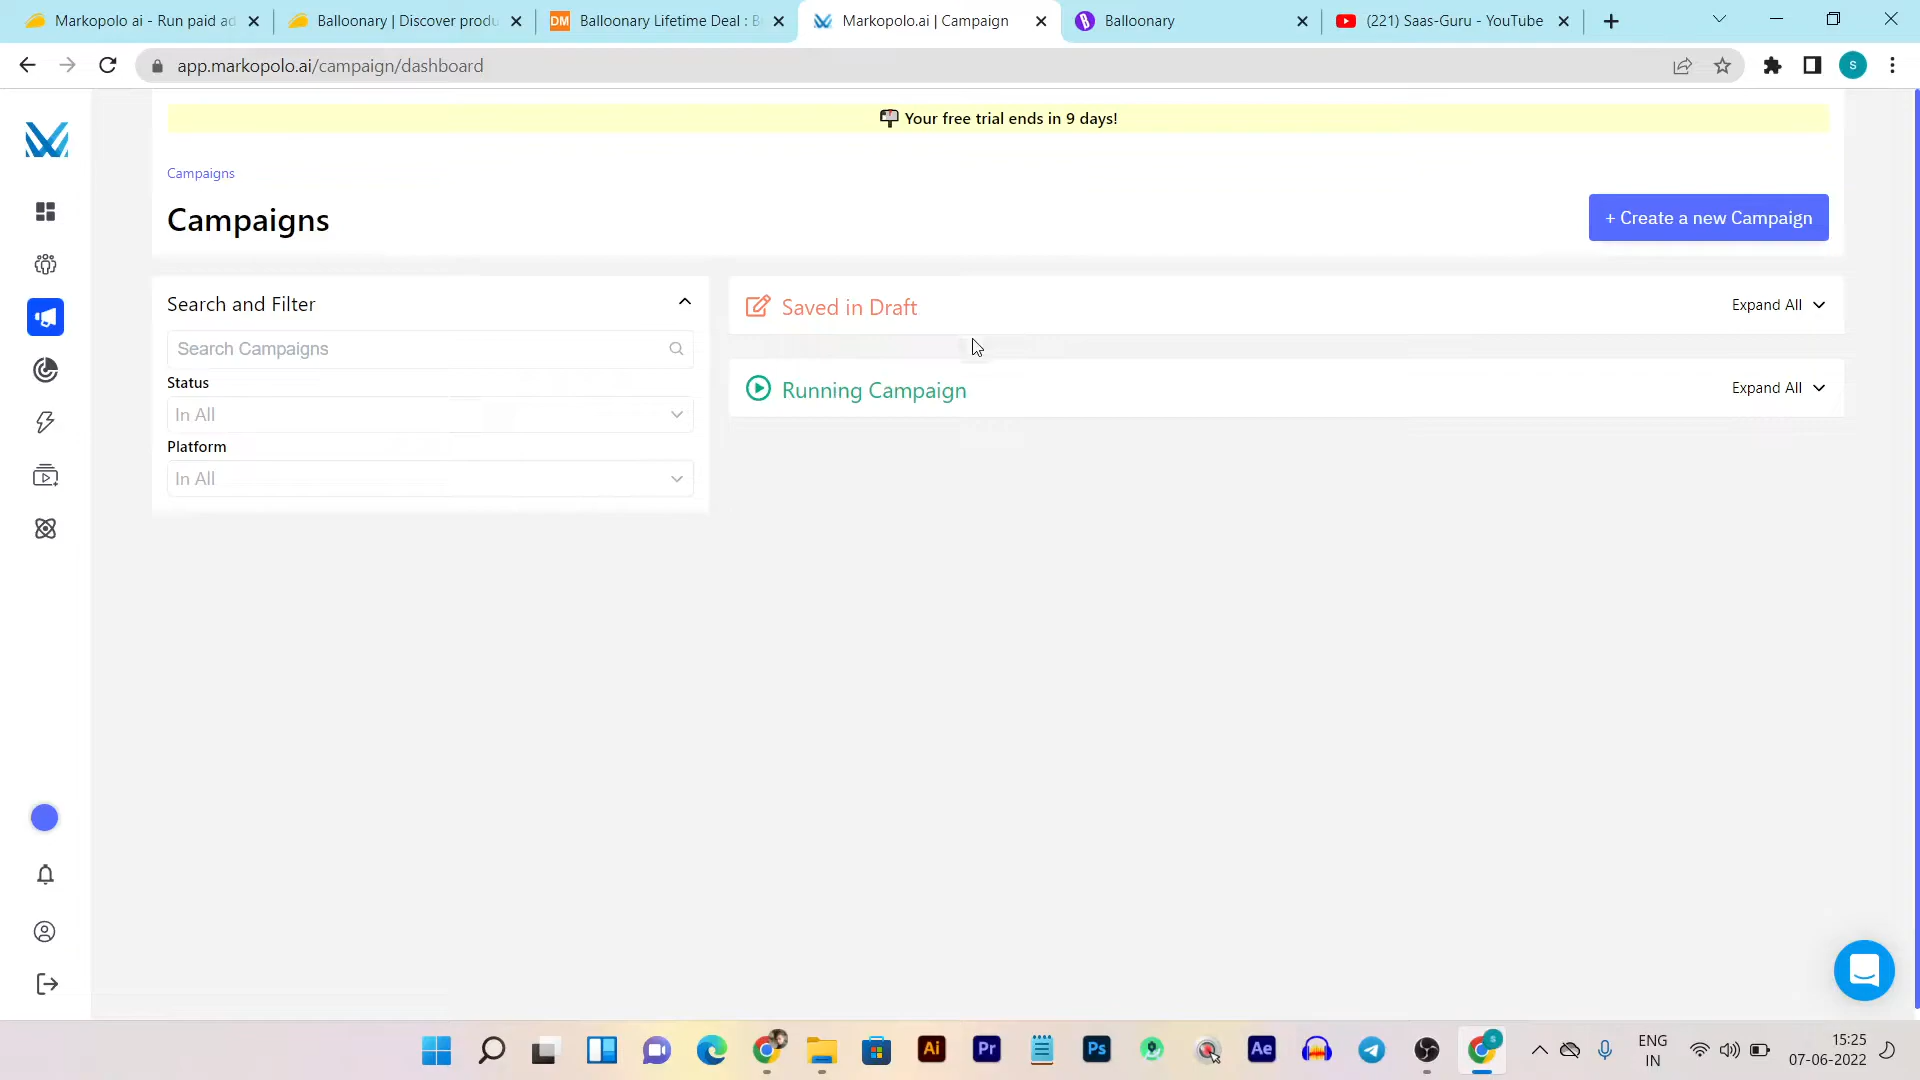 Markopolo ai - Run paid ad
Balloonary | Discover produ
DM Balloonary Lifetime Deal : B
Markopolo.ai | Campaign
Balloonary
(221) Saas-Guru - YouTube
app.markopolo.ai/campaign/dashboard
S
Your free trial ends in 9 days!
Campaigns
Campaigns
+ Create a new Campaign
Search and Filter
Search Campaigns
Status
In All
Platform
In All
Saved in Draft
Expand All
Running Campaign
Expand All
Ai
Pr
Ps
Ae
S
ENG
IN
15:25
07-06-2022